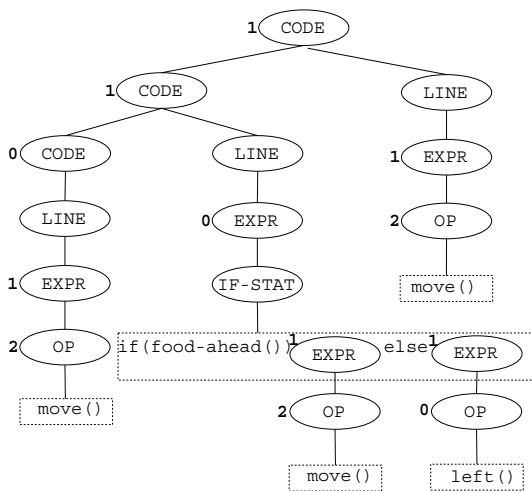 1 CODE
1 CODE
LINE
0 CODE
LINE
1 EXPR
LINE
0 EXPR
2 OP
1 EXPR
IF-STAT
move()
2 OP
if(food-ahead()) 1 EXPR else 1 EXPR
move()
2 OP
0 OP
move()
left()